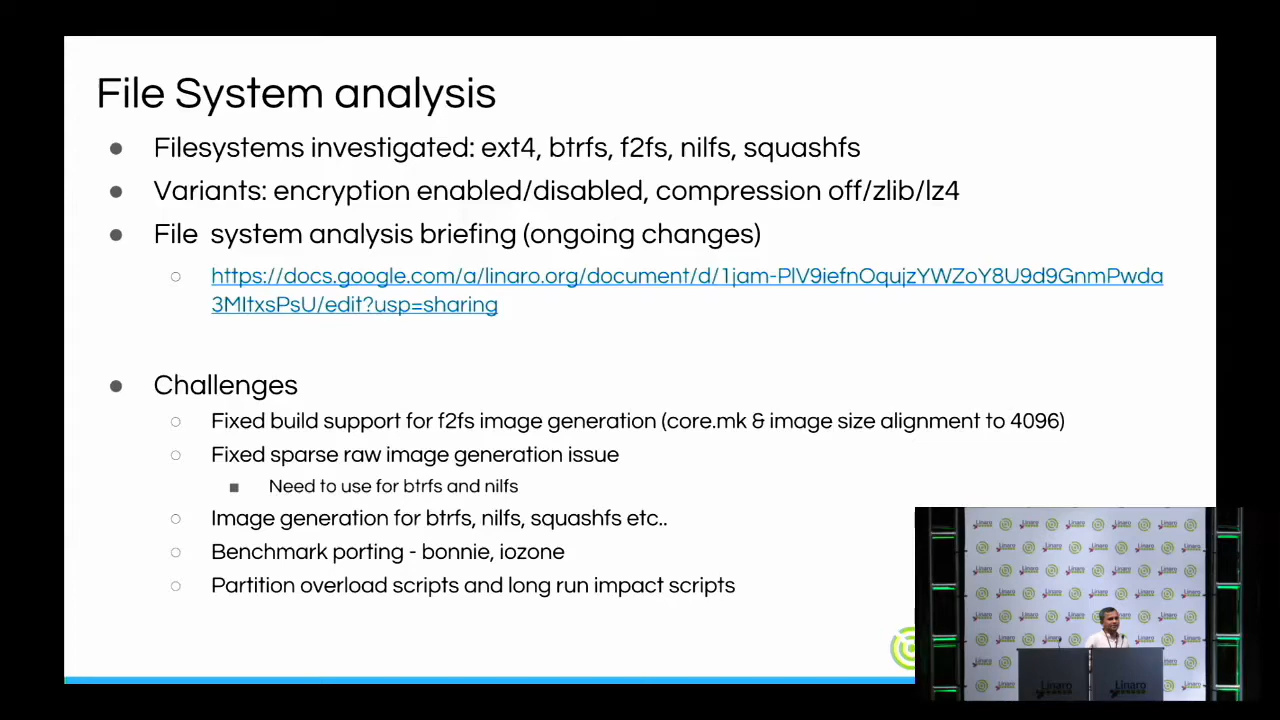 File System analysis
Filesystems investigated: ext4, btrfs, f2fs, nilfs, squashfs
Variants: encryption enabled/disabled, compression off/zlib/lz4
File system analysis briefing (ongoing changes)
https://docs.google.com/a/linaro.org/document/d/1jam-PlV9iefnOqujzYWZoY8U9d9GnmPwda
3MItxsPsU/edit?usp=sharing
Challenges
Fixed build support for f2fs image generation (core.mk & image size alignment to 4096)
Fixed sparse raw image generation issue
Need to use for btrfs and nilfs
Image generation for btrfs, nilfs, squashfs etc..
Benchmark porting - bonnie, iozone
Partition overload scripts and long run impact scripts
Linaro
Linaro